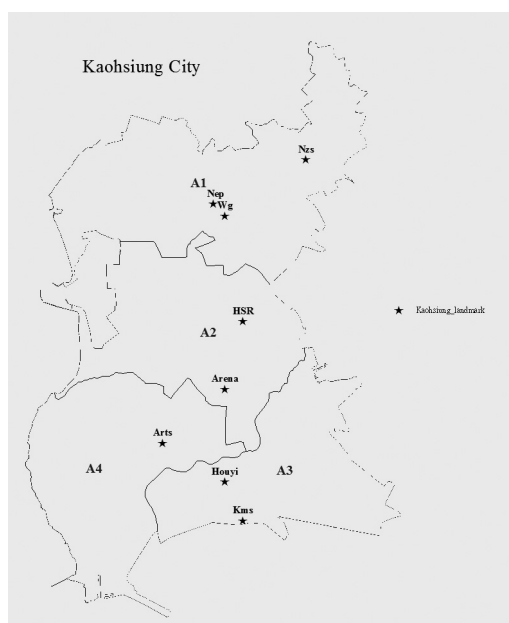 Kaohsiung City
Nzs
A1
Nep
Wg
HSR
Kaohsiung_landmark
A2
Arena
Arts
A4
Houyi
A3
Kms